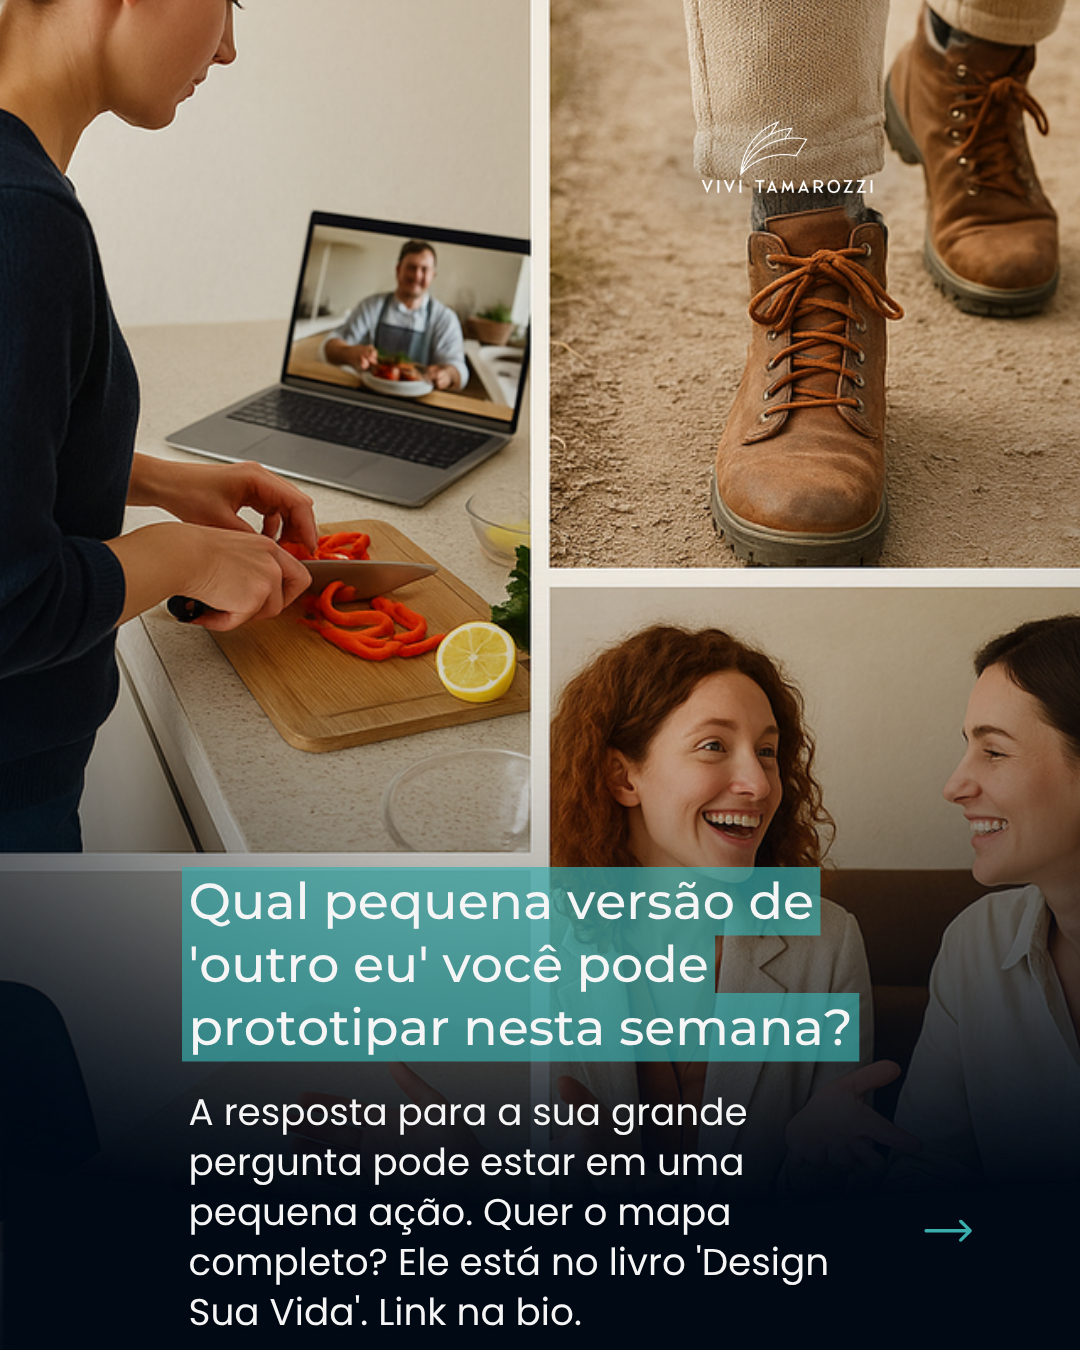 VIVI TAMAROZZI
Qual pequena versão de
'outro eu' você pode
prototipar nesta semana?
A resposta para a sua grande
pergunta pode estar em uma
pequena ação. Quer o mapa
completo? Ele está no livro 'Design
Sua Vida'. Link na bio.